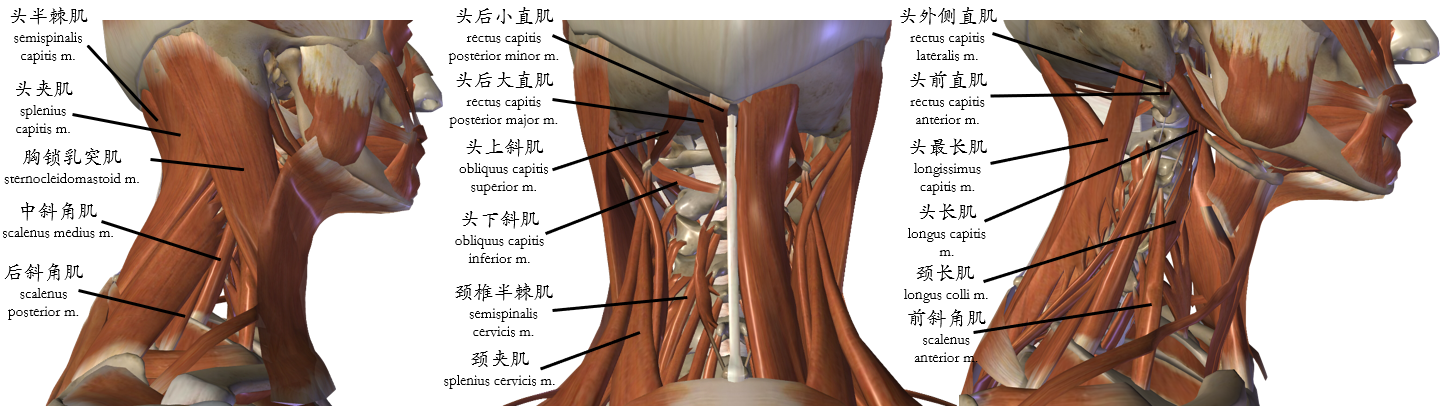 头半棘肌
semispinalis
capitis m.
头夹肌
splenius
capitis m.
胸锁乳突肌
sternocleidomastoid m.
中斜角肌
scalenus medius m.
后斜角肌
scalenus
posterior m.
头后小直肌
rectus capitis
posterior minor m.
头后大直肌
rectus capitis
posterior major m.
头上斜肌
obliquus capitis
superior m.
头下斜肌
obliquus capitis
inferior m.
颈椎半棘肌
semispinalis
cervicis m.
颈夹肌
splenius cervicis m.
头外侧直肌
rectus capitis
lateralis m.
头前直肌
rectus capitis
anterior m.
头最长肌
longissimus
capitis m.
头长肌
longus capitis
m.
颈长肌
longus colli m.
前斜角肌
scalenus
anterior m.